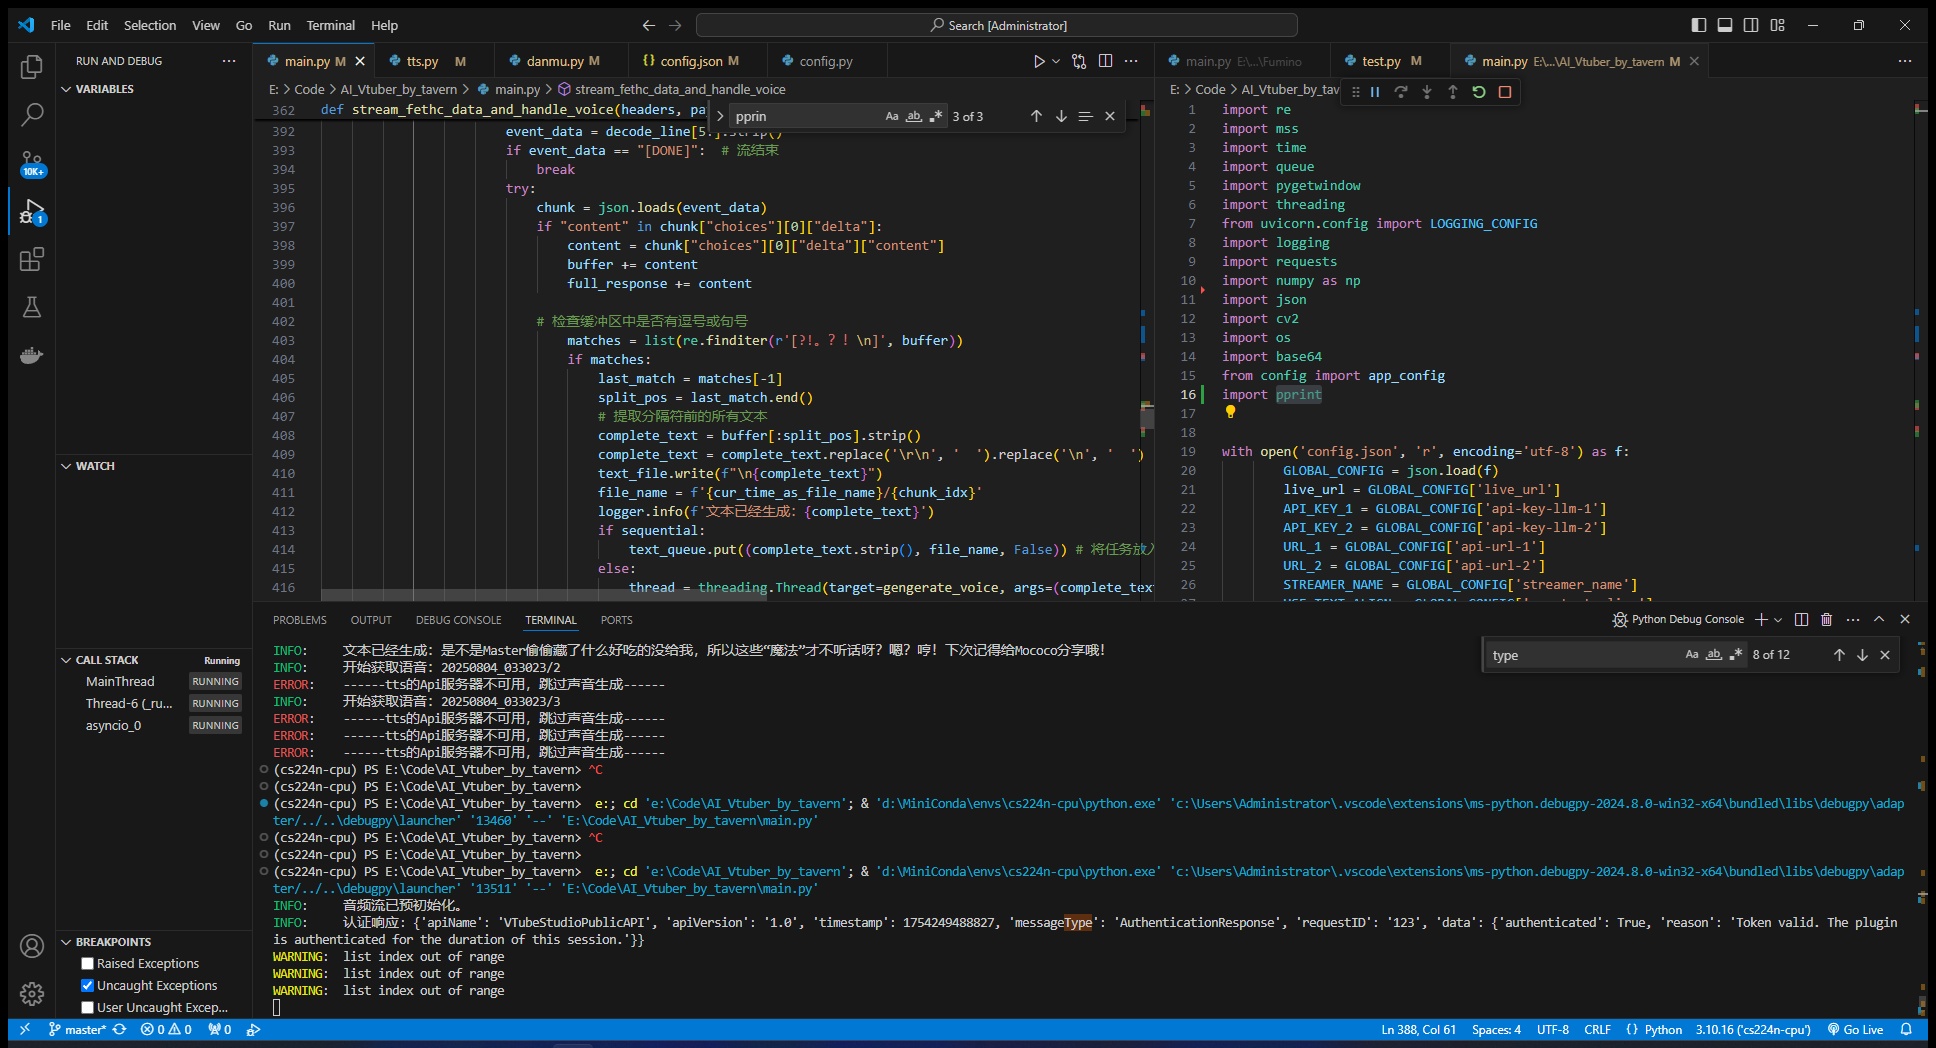 File Edit Selection View Go Run Terminal Help
Search [Administrator]
RUN AND DEBUG
VARIABLES
WATCH
CALL STACK Running
MainThread RUNNING
Thread-6 (_ru... RUNNING
asyncio_0 RUNNING
BREAKPOINTS
Raised Exceptions
Uncaught Exceptions
User Uncaught Excep...
10K+
1
main.py M
tts.py M
danmu.py M
config.json M
config.py
E: > Code > AI_Vtuber_by_tavern > main.py > stream_fethc_data_and_handle_voice
pprin
Aa ab 3 of 3
362 def stream_fethc_data_and_handle_voice(headers, pa
392 event_data = decode_line[5:].strip()
393 if event_data == "[DONE]": # 流结束
394 break
395 try:
396 chunk = json.loads(event_data)
397 if "content" in chunk["choices"][0]["delta"]:
398 content = chunk["choices"][0]["delta"]["content"]
399 buffer += content
400 full_response += content
401
402 # 检查缓冲区中是否有逗号或句号
403 matches = list(re.finditer(r'[?!。？！\n]', buffer))
404 if matches:
405 last_match = matches[-1]
406 split_pos = last_match.end()
407 # 提取分隔符前的所有文本
408 complete_text = buffer[:split_pos].strip()
409 complete_text = complete_text.replace('\r\n', '  ').replace('\n', '  ')
410 text_file.write(f"\n{complete_text}")
411 file_name = f'{cur_time_as_file_name}/{chunk_idx}'
412 logger.info(f'文本已经生成: {complete_text}')
413 if sequential:
414 text_queue.put((complete_text.strip(), file_name, False)) # 将任务放入
415 else:
416 thread = threading.Thread(target=gengerate_voice, args=(complete_tex
main.py E:\...\Fumino
test.py M
main.py E:\...\AI_Vtuber_by_tavern M
E: > Code > AI_Vtuber_by_tav
1 import re
2 import mss
3 import time
4 import queue
5 import pygetwindow
6 import threading
7 from uvicorn.config import LOGGING_CONFIG
8 import logging
9 import requests
10 import numpy as np
11 import json
12 import cv2
13 import os
14 import base64
15 from config import app_config
16 import pprint
17
18
19 with open('config.json', 'r', encoding='utf-8') as f:
20 GLOBAL_CONFIG = json.load(f)
21 live_url = GLOBAL_CONFIG['live_url']
22 API_KEY_1 = GLOBAL_CONFIG['api-key-llm-1']
23 API_KEY_2 = GLOBAL_CONFIG['api-key-llm-2']
24 URL_1 = GLOBAL_CONFIG['api-url-1']
25 URL_2 = GLOBAL_CONFIG['api-url-2']
26 STREAMER_NAME = GLOBAL_CONFIG['streamer_name']
PROBLEMS OUTPUT DEBUG CONSOLE TERMINAL PORTS
Python Debug Console
type
Aa ab 8 of 12
INFO: 文本已经生成: 是不是Master偷偷藏了什么好吃的没给我，所以这些“魔法”才不听话呀？嗯？哼！下次记得给Mococo分享哦！
INFO: 开始获取语音: 20250804_033023/2
ERROR: ------tts的Api服务器不可用，跳过声音生成------
INFO: 开始获取语音: 20250804_033023/3
ERROR: ------tts的Api服务器不可用，跳过声音生成------
ERROR: ------tts的Api服务器不可用，跳过声音生成------
ERROR: ------tts的Api服务器不可用，跳过声音生成------
(cs224n-cpu) PS E:\Code\AI_Vtuber_by_tavern> ^C
(cs224n-cpu) PS E:\Code\AI_Vtuber_by_tavern>
(cs224n-cpu) PS E:\Code\AI_Vtuber_by_tavern> e:; cd 'e:\Code\AI_Vtuber_by_tavern'; & 'd:\MiniConda\envs\cs224n-cpu\python.exe' 'c:\Users\Administrator\.vscode\extensions\ms-python.debugpy-2024.8.0-win32-x64\bundled\libs\debugpy\adap
ter/../..\debugpy\launcher' '13460' '--' 'E:\Code\AI_Vtuber_by_tavern\main.py'
(cs224n-cpu) PS E:\Code\AI_Vtuber_by_tavern> ^C
(cs224n-cpu) PS E:\Code\AI_Vtuber_by_tavern>
(cs224n-cpu) PS E:\Code\AI_Vtuber_by_tavern> e:; cd 'e:\Code\AI_Vtuber_by_tavern'; & 'd:\MiniConda\envs\cs224n-cpu\python.exe' 'c:\Users\Administrator\.vscode\extensions\ms-python.debugpy-2024.8.0-win32-x64\bundled\libs\debugpy\adap
ter/../..\debugpy\launcher' '13511' '--' 'E:\Code\AI_Vtuber_by_tavern\main.py'
INFO: 音频流已预初始化。
INFO: 认证响应: {'apiName': 'VTubeStudioPublicAPI', 'apiVersion': '1.0', 'timestamp': 1754249488827, 'messageType': 'AuthenticationResponse', 'requestID': '123', 'data': {'authenticated': True, 'reason': 'Token valid. The plugin
is authenticated for the duration of this session.'}}
WARNING: list index out of range
WARNING: list index out of range
WARNING: list index out of range
master* 0 0 0
Ln 388, Col 61 Spaces: 4 UTF-8 CRLF {} Python 3.10.16 ('cs224n-cpu') Go Live